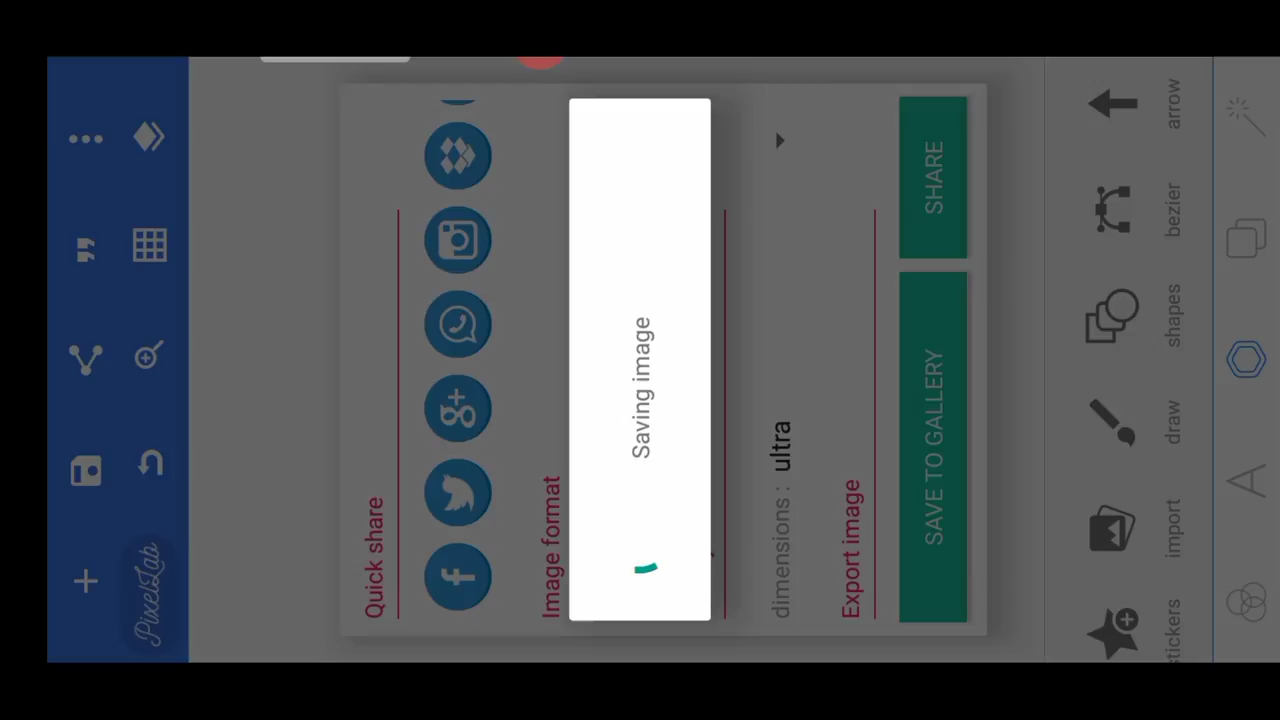 PixelLab
Quick share
Image format
Saving image
dimensions : ultra
Export image
SAVE TO GALLERY
SHARE
stickers
import
draw
shapes
bezier
arrow